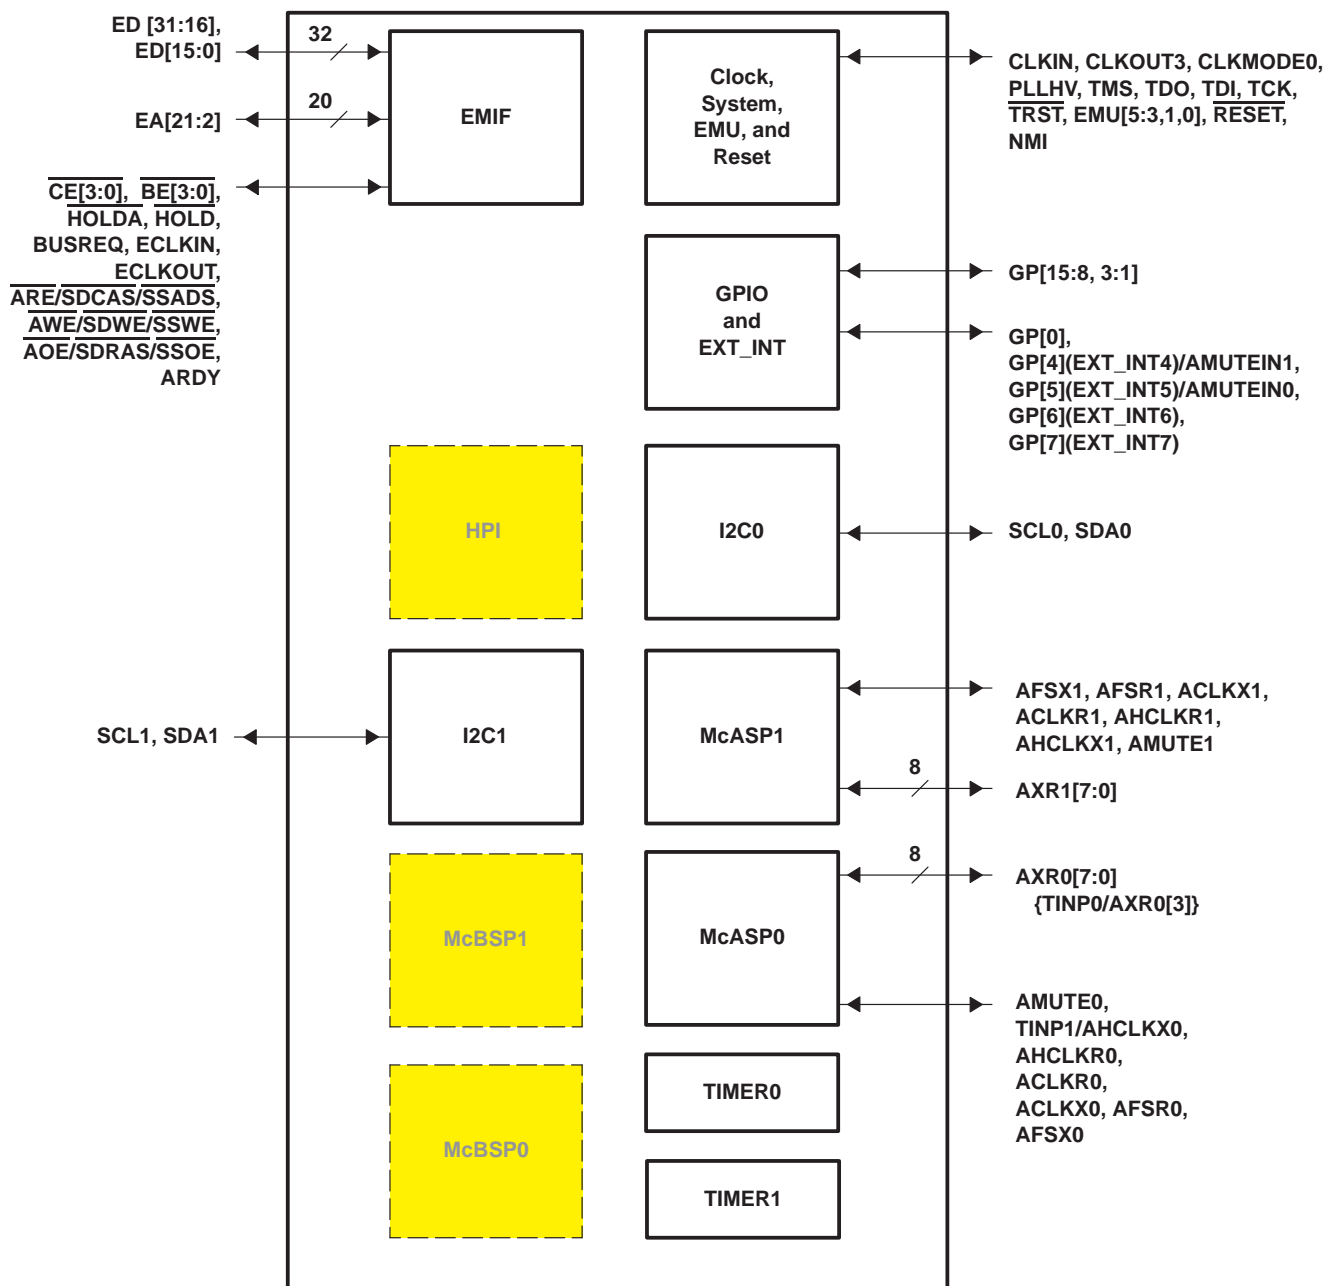 ED [31:16],
ED[15:0]
32
EA[21:2]
20
CE[3:0], BE[3:0],
HOLDA, HOLD,
BUSREQ, ECLKIN,
ECLKOUT,
ARE/SDCAS/SSADS,
AWE/SDWE/SSWE,
AOE/SDRAS/SSOE,
ARDY
EMIF
Clock,
System,
EMU, and
Reset
CLKIN, CLKOUT3, CLKMODE0,
PLLHV, TMS, TDO, TDI, TCK,
TRST, EMU[5:3,1,0], RESET,
NMI
GPIO
and
EXT_INT
GP[15:8, 3:1]
GP[0],
GP[4](EXT_INT4)/AMUTEIN1,
GP[5](EXT_INT5)/AMUTEIN0,
GP[6](EXT_INT6),
GP[7](EXT_INT7)
HPI
I2C0
SCL0, SDA0
SCL1, SDA1
I2C1
McASP1
AFSX1, AFSR1, ACLKX1,
ACLKR1, AHCLKR1,
AHCLKX1, AMUTE1
8
AXR1[7:0]
McBSP1
McASP0
8
AXR0[7:0]
{TINP0/AXR0[3]}
AMUTE0,
TINP1/AHCLKX0,
AHCLKR0,
ACLKR0,
ACLKX0, AFSR0,
AFSX0
McBSP0
TIMER0
TIMER1